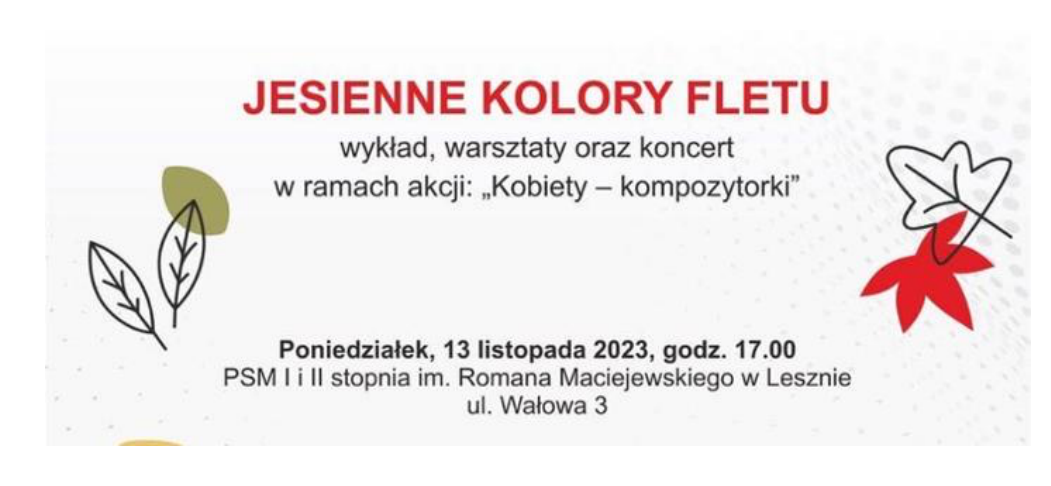 JESIENNE KOLORY FLETU
wykład, warsztaty oraz koncert
w ramach akcji: „Kobiety – kompozytorki”
Poniedziałek, 13 listopada 2023, godz. 17.00
PSM I i II stopnia im. Romana Maciejewskiego w Lesznie
ul. Wałowa 3